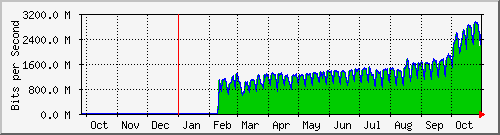 3200.0 M
2400.0 M
1600.0 M
800.0 M
0.0 M
Bits per Second
Oct Nov Dec Jan Feb Mar Apr May Jun Jul Aug Sep Oct